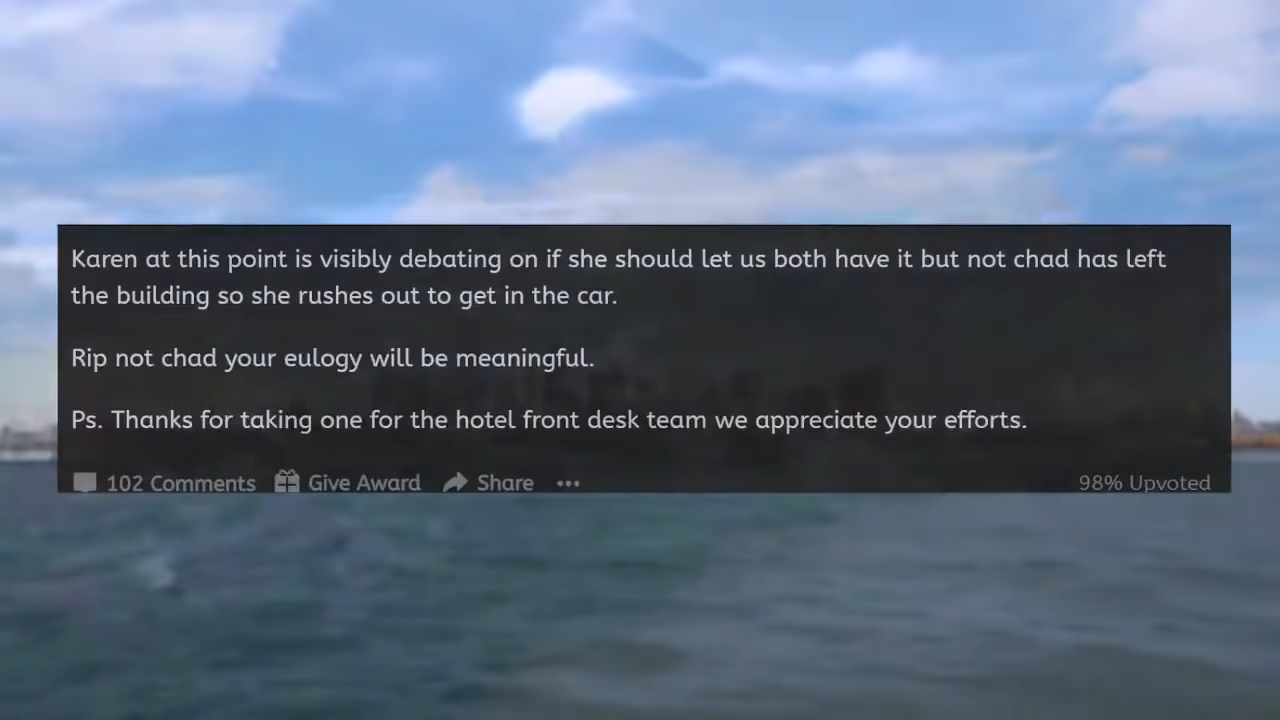 Karen at this point is visibly debating on if she should let us both have it but not chad has left
the building so she rushes out to get in the car.
Rip not chad your eulogy will be meaningful.
Ps. Thanks for taking one for the hotel front desk team we appreciate your efforts.
102 Comments Give Award Share ••• 98% Upvoted